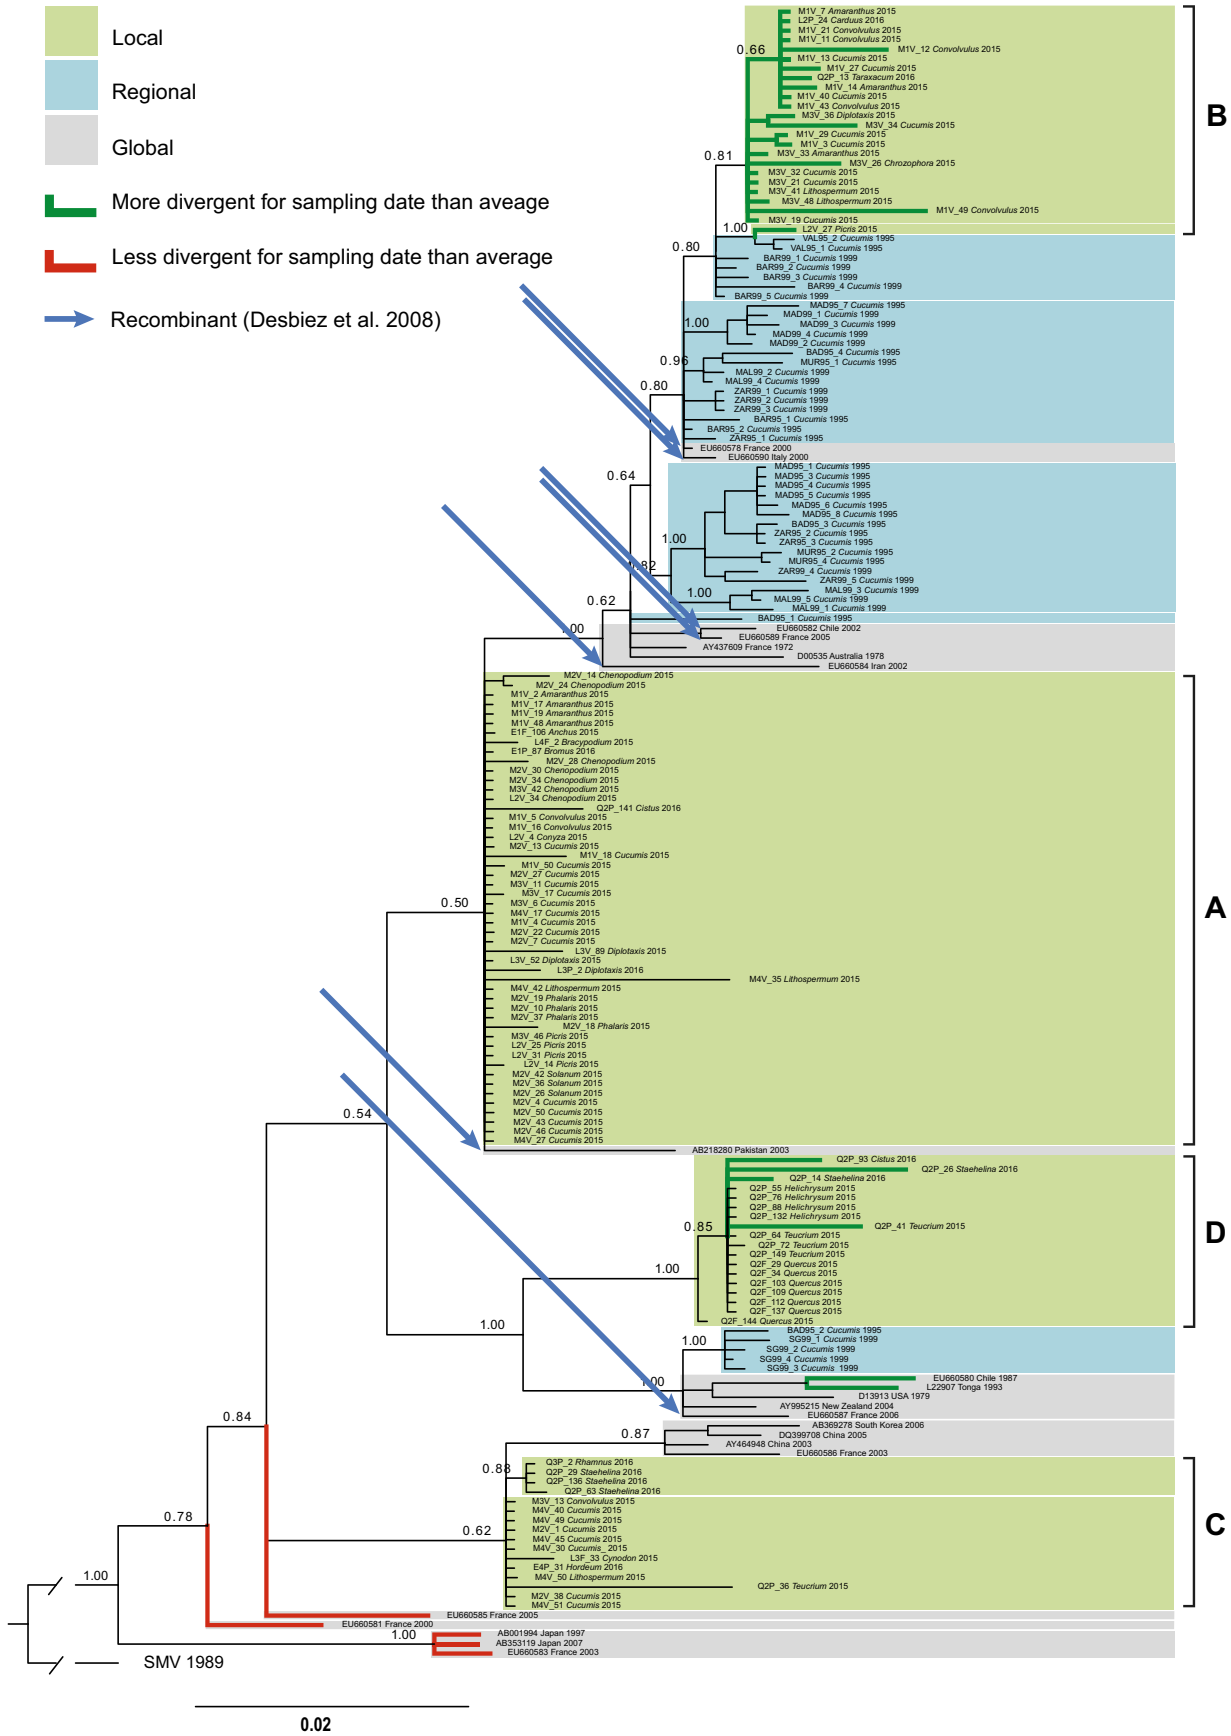 Local
Regional
Global
More divergent for sampling date than aveage
Less divergent for sampling date than average
Recombinant (Desbiez et al. 2008)
M1V_7 Amaranthus 2015
L2P_24 Carduus 2016
M1V_21 Convolvulus 2015
M1V_11 Convolvulus 2015
M1V_12 Convolvulus 2015
0.66
M1V_13 Cucumis 2015
M1V_27 Cucumis 2015
Q2P_13 Taraxacum 2016
M1V_14 Amaranthus 2015
M1V_40 Cucumis 2015
M1V_43 Convolvulus 2015
M3V_36 Diplotaxis 2015
B
M3V_34 Cucumis 2015
M1V_29 Cucumis 2015
M1V_3 Cucumis 2015
M3V_33 Amaranthus 2015
0.81
M3V_26 Chrozophora 2015
M3V_32 Cucumis 2015
M3V_21 Cucumis 2015
M3V_41 Lithospermum 2015
M3V_48 Lithospermum 2015
M1V_49 Convolvulus 2015
M3V_19 Cucumis 2015
1.00
L2V_27 Picris 2015
VAL95_2 Cucumis 1995
VAL95_1 Cucumis 1995
0.80
BAR99_1 Cucumis 1999
BAR99_2 Cucumis 1999
BAR99_3 Cucumis 1999
BAR99_4 Cucumis 1999
BAR99_5 Cucumis 1999
MAD95_7 Cucumis 1995
MAD99_1 Cucumis 1999
1.00
MAD99_3 Cucumis 1999
MAD99_4 Cucumis 1999
MAD99_2 Cucumis 1999
BAD95_4 Cucumis 1995
0.96
MUR95_1 Cucumis 1995
MAL99_2 Cucumis 1999
MAL99_4 Cucumis 1999
0.80
ZAR99_1 Cucumis 1999
ZAR99_2 Cucumis 1999
ZAR99_3 Cucumis 1999
BAR95_1 Cucumis 1995
BAR95_2 Cucumis 1995
ZAR95_1 Cucumis 1995
EU660578 France 2000
EU660590 Italy 2000
MAD95_1 Cucumis 1995
0.64
MAD95_3 Cucumis 1995
MAD95_4 Cucumis 1995
MAD95_5 Cucumis 1995
MAD95_6 Cucumis 1995
MAD95_8 Cucumis 1995
BAD95_3 Cucumis 1995
ZAR95_2 Cucumis 1995
1.00
ZAR95_3 Cucumis 1995
MUR95_2 Cucumis 1995
MUR95_4 Cucumis 1995
ZAR99_4 Cucumis 1999
ZAR99_5 Cucumis 1999
MAL99_3 Cucumis 1999
1.00
MAL99_5 Cucumis 1999
0.62
MAL99_1 Cucumis 1999
BAD95_1 Cucumis 1995
EU660582 Chile 2002
EU660589 France 2005
AY437609 France 1972
D00535 Australia 1978
EU660584 Iran 2002
M2V_14 Chenopodium 2015
M2V_24 Chenopodium 2015
M1V_2 Amaranthus 2015
M1V_17 Amaranthus 2015
M1V_19 Amaranthus 2015
M1V_48 Amaranthus 2015
E1F_106 Anchus 2015
L4F_2 Bracypodium 2015
E1P_87 Bromus 2016
M2V_28 Chenopodium 2015
M2V_30 Chenopodium 2015
M2V_34 Chenopodium 2015
M3V_42 Chenopodium 2015
L2V_34 Chenopodium 2015
Q2P_141 Cistus 2016
M1V_5 Convolvulus 2015
M1V_16 Convolvulus 2015
L2V_4 Conyza 2015
M2V_13 Cucumis 2015
M1V_18 Cucumis 2015
M1V_50 Cucumis 2015
M2V_27 Cucumis 2015
M3V_11 Cucumis 2015
M3V_17 Cucumis 2015
0.50
M3V_6 Cucumis 2015
M4V_17 Cucumis 2015
A
M1V_4 Cucumis 2015
M2V_22 Cucumis 2015
M2V_7 Cucumis 2015
L3V_89 Diplotaxis 2015
L3V_52 Diplotaxis 2015
L3P_2 Diplotaxis 2016
M4V_35 Lithospermum 2015
M4V_42 Lithospermum 2015
M2V_19 Phalaris 2015
M2V_10 Phalaris 2015
M2V_37 Phalaris 2015
M2V_18 Phalaris 2015
M3V_46 Picris 2015
L2V_25 Picris 2015
L2V_31 Picris 2015
L2V_14 Picris 2015
M2V_42 Solanum 2015
M2V_36 Solanum 2015
M2V_26 Solanum 2015
M2V_4 Cucumis 2015
M2V_50 Cucumis 2015
0.54
M2V_43 Cucumis 2015
M2V_46 Cucumis 2015
M4V_27 Cucumis 2015
AB218280 Pakistan 2003
Q2P_93 Cistus 2016
Q2P_26 Staehelina 2016
Q2P_14 Staehelina 2016
Q2P_55 Helichrysum 2015
Q2P_76 Helichrysum 2015
Q2P_88 Helichrysum 2015
Q2P_132 Helichrysum 2015
0.85
Q2P_41 Teucrium 2015
D
Q2P_64 Teucrium 2015
Q2P_72 Teucrium 2015
Q2P_149 Teucrium 2015
Q2F_29 Quercus 2015
1.00
Q2F_34 Quercus 2015
Q2F_103 Quercus 2015
Q2F_109 Quercus 2015
Q2F_112 Quercus 2015
Q2F_137 Quercus 2015
Q2F_144 Quercus 2015
1.00
BAD95_2 Cucumis 1995
1.00
SG99_1 Cucumis 1999
SG99_2 Cucumis 1999
SG99_4 Cucumis 1999
SG99_3 Cucumis 1999
EU660580 Chile 1987
L22907 Tonga 1993
D13913 USA 1979
AY995215 New Zealand 2004
EU660587 France 2006
0.84
AB369278 South Korea 2006
0.87
DQ399708 China 2005
AY464948 China 2003
EU660586 France 2003
Q3P_2 Rhamnus 2016
0.88
Q2P_29 Staehelina 2016
Q2P_136 Staehelina 2016
Q2P_63 Staehelina 2016
M3V_13 Convolvulus 2015
M4V_40 Cucumis 2015
0.78
M4V_49 Cucumis 2015
C
M2V_1 Cucumis 2015
0.62
M4V_45 Cucumis 2015
M4V_30 Cucumis_ 2015
L3F_33 Cynodon 2015
E4P_31 Hordeum 2016
1.00
M4V_50 Lithospermum 2015
Q2P_36 Teucrium 2015
M2V_38 Cucumis 2015
M4V_51 Cucumis 2015
EU660585 France 2005
EU660581 France 2000
1.00
AB001994 Japan 1997
AB353119 Japan 2007
EU660583 France 2003
SMV 1989
0.02